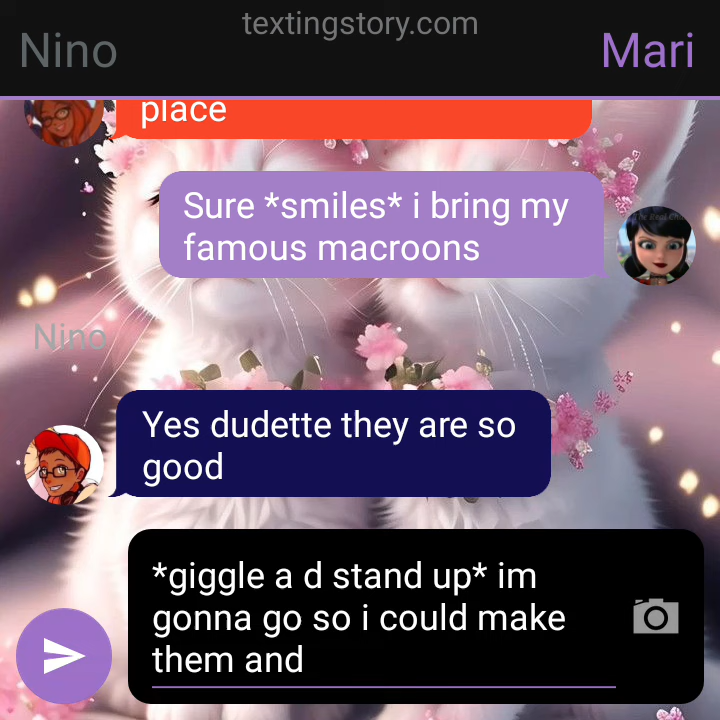 textingstory.com
Nino
Mari
place
Sure *smiles* i bring my
famous macroons
Nino
Yes dudette they are so
good
*giggle a d stand up* im
gonna go so i could make
them and